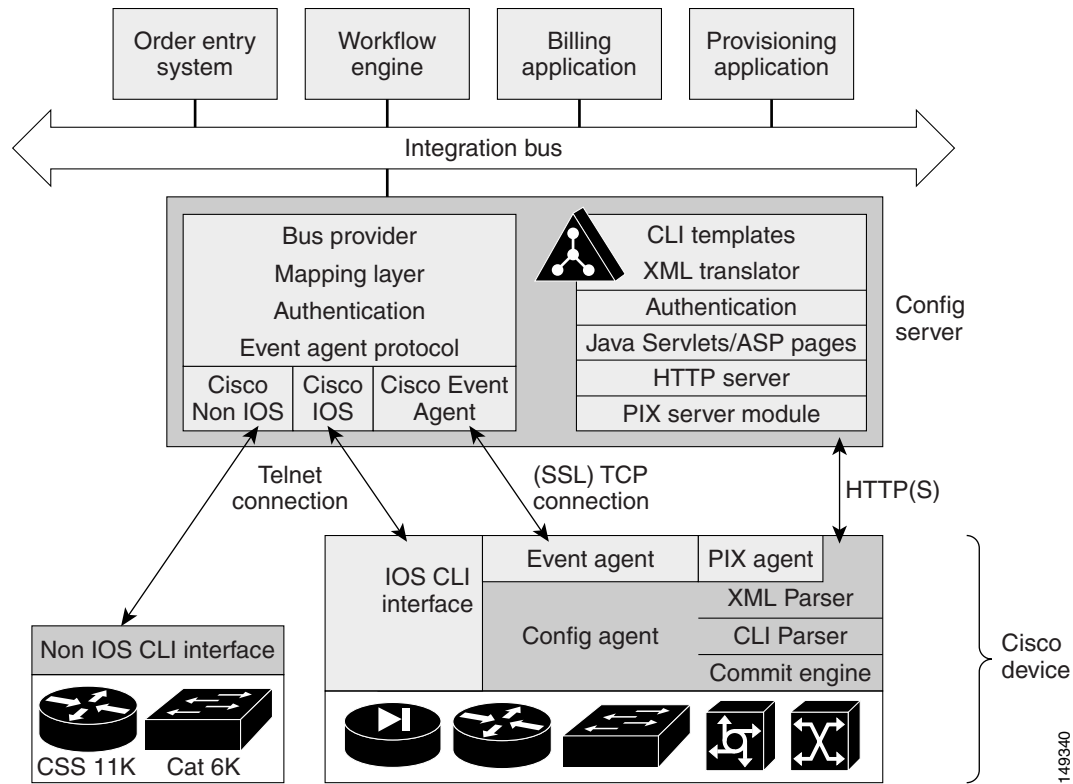 Order entry
system
Workflow
engine
Billing
application
Provisioning
application
Integration bus
Bus provider
Mapping layer
Authentication
Event agent protocol
Cisco
Non IOS
Cisco
IOS
Cisco Event
Agent
CLI templates
XML translator
Authentication
Java Servlets/ASP pages
HTTP server
PIX server module
Config
server
Telnet
connection
(SSL) TCP
connection
HTTP(S)
IOS CLI
interface
Event agent
PIX agent
Config agent
XML Parser
CLI Parser
Commit engine
Cisco
device
Non IOS CLI interface
CSS 11K
Cat 6K
149340